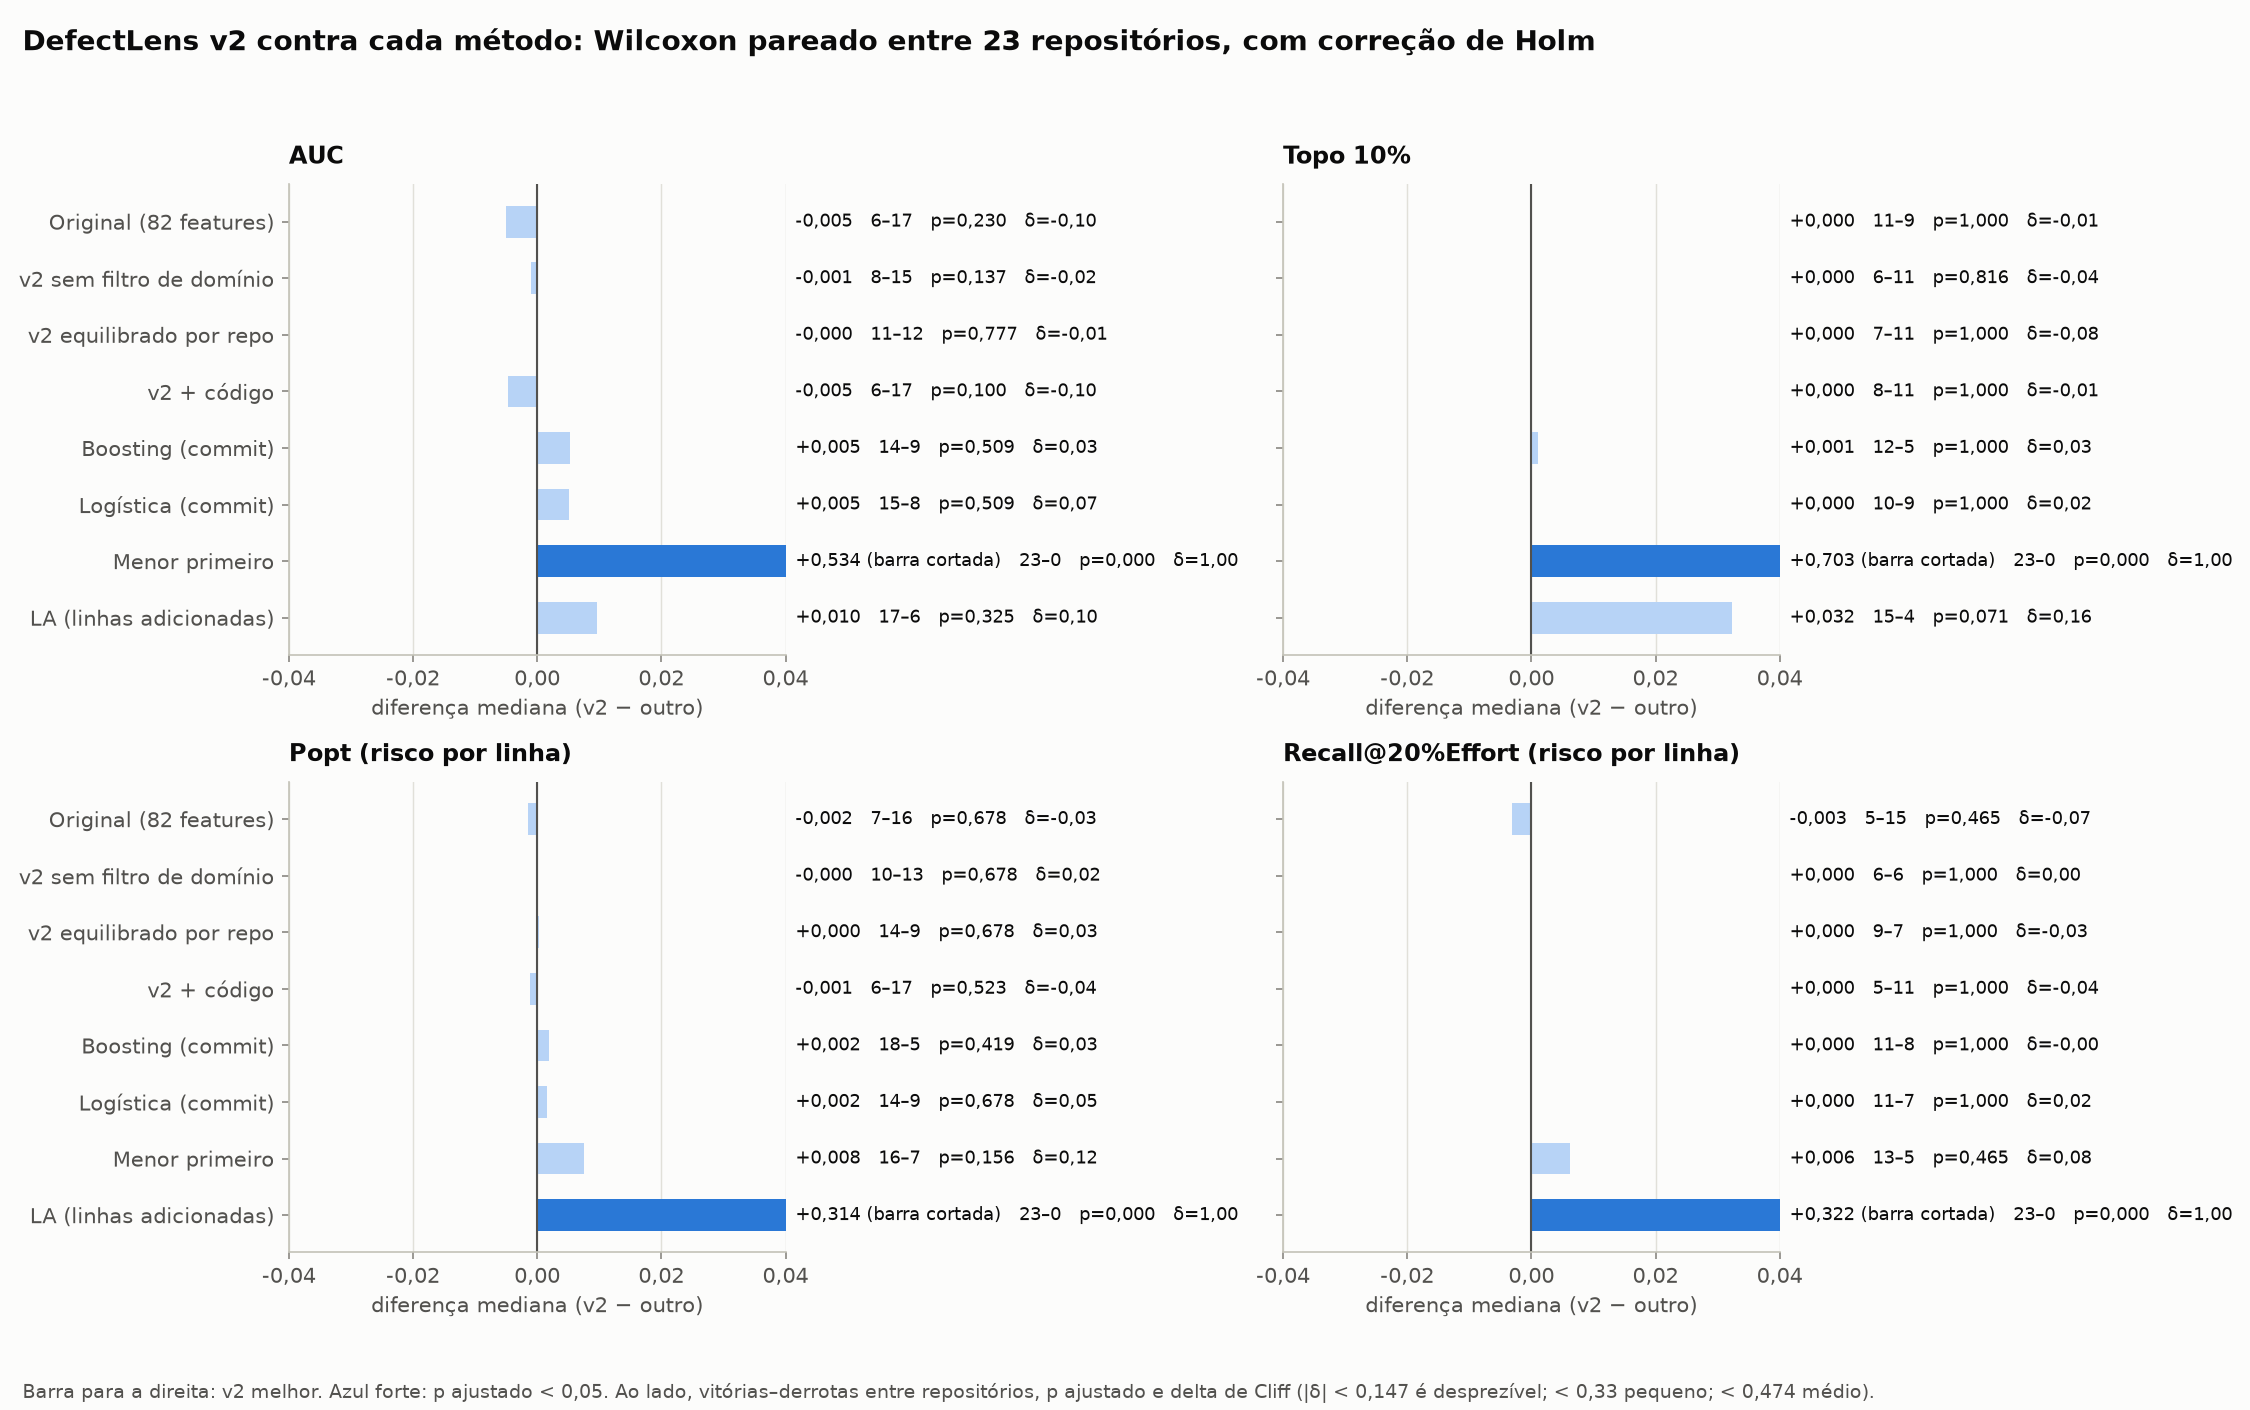 DefectLens v2 contra cada método: Wilcoxon pareado entre 23 repositórios, com correção de Holm
AUC
Original (82 features) -0,005 6–17 p=0,230 δ=-0,10
v2 sem filtro de domínio -0,001 8–15 p=0,137 δ=-0,02
v2 equilibrado por repo -0,000 11–12 p=0,777 δ=-0,01
v2 + código -0,005 6–17 p=0,100 δ=-0,10
Boosting (commit) +0,005 14–9 p=0,509 δ=0,03
Logística (commit) +0,005 15–8 p=0,509 δ=0,07
Menor primeiro +0,534 (barra cortada) 23–0 p=0,000 δ=1,00
LA (linhas adicionadas) +0,010 17–6 p=0,325 δ=0,10
-0,04 -0,02 0,00 0,02 0,04
diferença mediana (v2 − outro)
Topo 10%
+0,000 11–9 p=1,000 δ=-0,01
+0,000 6–11 p=0,816 δ=-0,04
+0,000 7–11 p=1,000 δ=-0,08
+0,000 8–11 p=1,000 δ=-0,01
+0,001 12–5 p=1,000 δ=0,03
+0,000 10–9 p=1,000 δ=0,02
+0,703 (barra cortada) 23–0 p=0,000 δ=1,00
+0,032 15–4 p=0,071 δ=0,16
-0,04 -0,02 0,00 0,02 0,04
diferença mediana (v2 − outro)
Popt (risco por linha)
Original (82 features) -0,002 7–16 p=0,678 δ=-0,03
v2 sem filtro de domínio -0,000 10–13 p=0,678 δ=0,02
v2 equilibrado por repo +0,000 14–9 p=0,678 δ=0,03
v2 + código -0,001 6–17 p=0,523 δ=-0,04
Boosting (commit) +0,002 18–5 p=0,419 δ=0,03
Logística (commit) +0,002 14–9 p=0,678 δ=0,05
Menor primeiro +0,008 16–7 p=0,156 δ=0,12
LA (linhas adicionadas) +0,314 (barra cortada) 23–0 p=0,000 δ=1,00
-0,04 -0,02 0,00 0,02 0,04
diferença mediana (v2 − outro)
Recall@20%Effort (risco por linha)
-0,003 5–15 p=0,465 δ=-0,07
+0,000 6–6 p=1,000 δ=0,00
+0,000 9–7 p=1,000 δ=-0,03
+0,000 5–11 p=1,000 δ=-0,04
+0,000 11–8 p=1,000 δ=-0,00
+0,000 11–7 p=1,000 δ=0,02
+0,006 13–5 p=0,465 δ=0,08
+0,322 (barra cortada) 23–0 p=0,000 δ=1,00
-0,04 -0,02 0,00 0,02 0,04
diferença mediana (v2 − outro)
Barra para a direita: v2 melhor. Azul forte: p ajustado < 0,05. Ao lado, vitórias–derrotas entre repositórios, p ajustado e delta de Cliff (|δ| < 0,147 é desprezível; < 0,33 pequeno; < 0,474 médio).